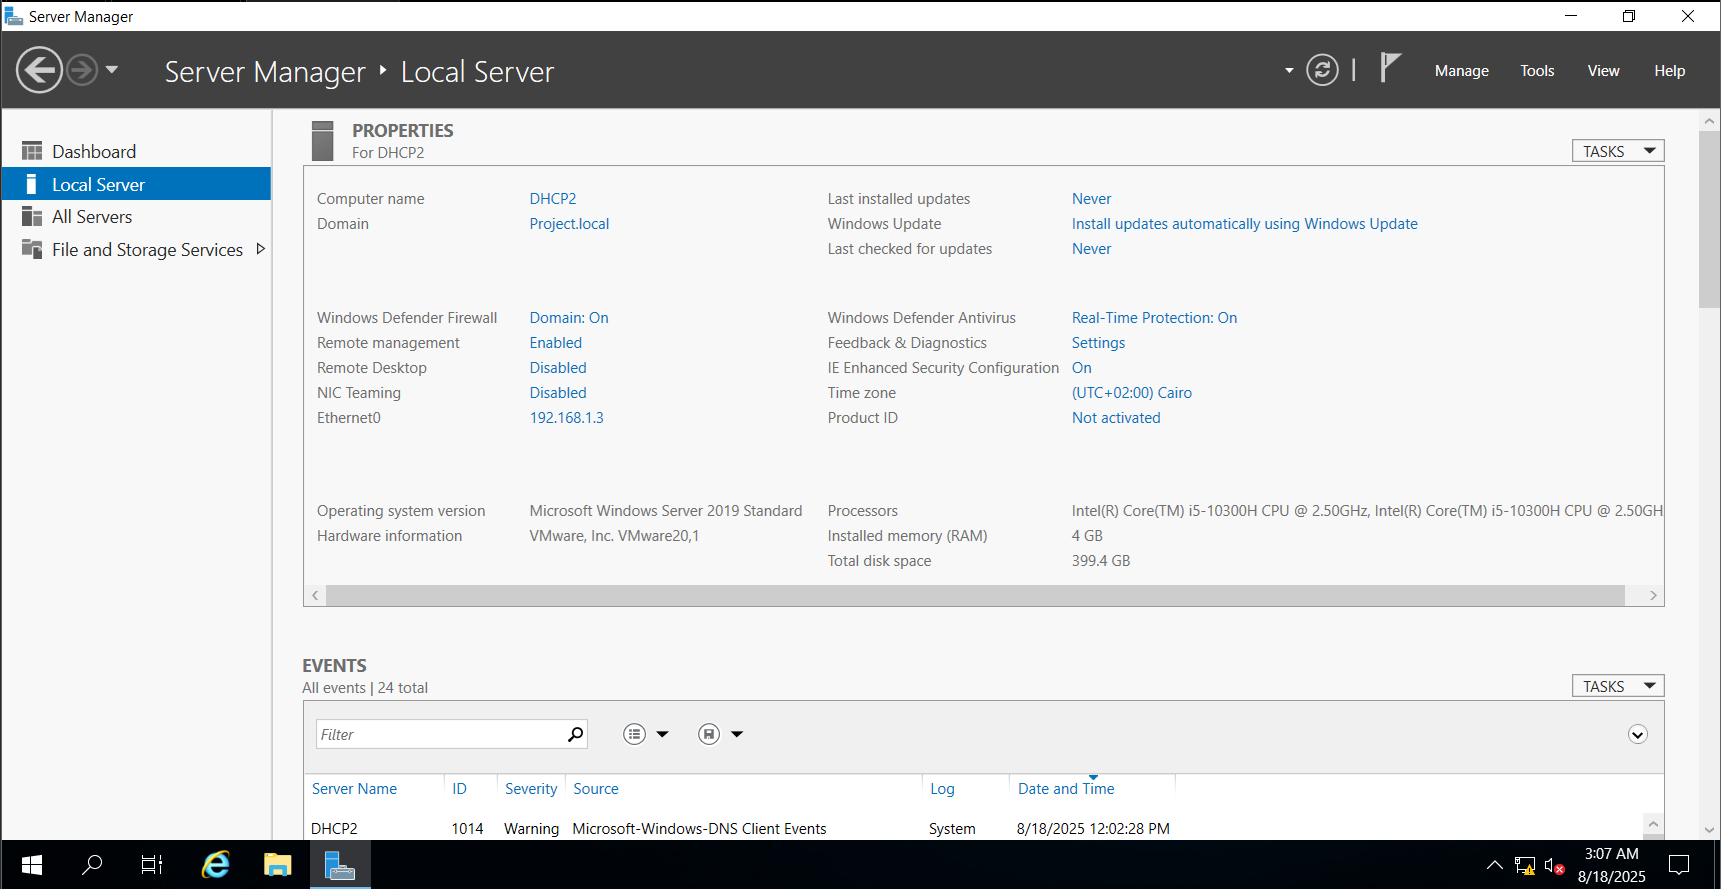 Server Manager
Server Manager Local Server
Manage Tools View Help
Dashboard
Local Server
All Servers
File and Storage Services
PROPERTIES
For DHCP2
TASKS
Computer name DHCP2 Last installed updates Never
Domain Project.local Windows Update Install updates automatically using Windows Update
Last checked for updates Never
Windows Defender Firewall Domain: On Windows Defender Antivirus Real-Time Protection: On
Remote management Enabled Feedback & Diagnostics Settings
Remote Desktop Disabled IE Enhanced Security Configuration On
NIC Teaming Disabled Time zone (UTC+02:00) Cairo
Ethernet0 192.168.1.3 Product ID Not activated
Operating system version Microsoft Windows Server 2019 Standard Processors Intel(R) Core(TM) i5-10300H CPU @ 2.50GHz, Intel(R) Core(TM) i5-10300H CPU @ 2.50GH
Hardware information VMware, Inc. VMware20,1 Installed memory (RAM) 4 GB
Total disk space 399.4 GB
EVENTS
All events | 24 total
TASKS
Filter
Server Name ID Severity Source Log Date and Time
DHCP2 1014 Warning Microsoft-Windows-DNS Client Events System 8/18/2025 12:02:28 PM
3:07 AM
8/18/2025